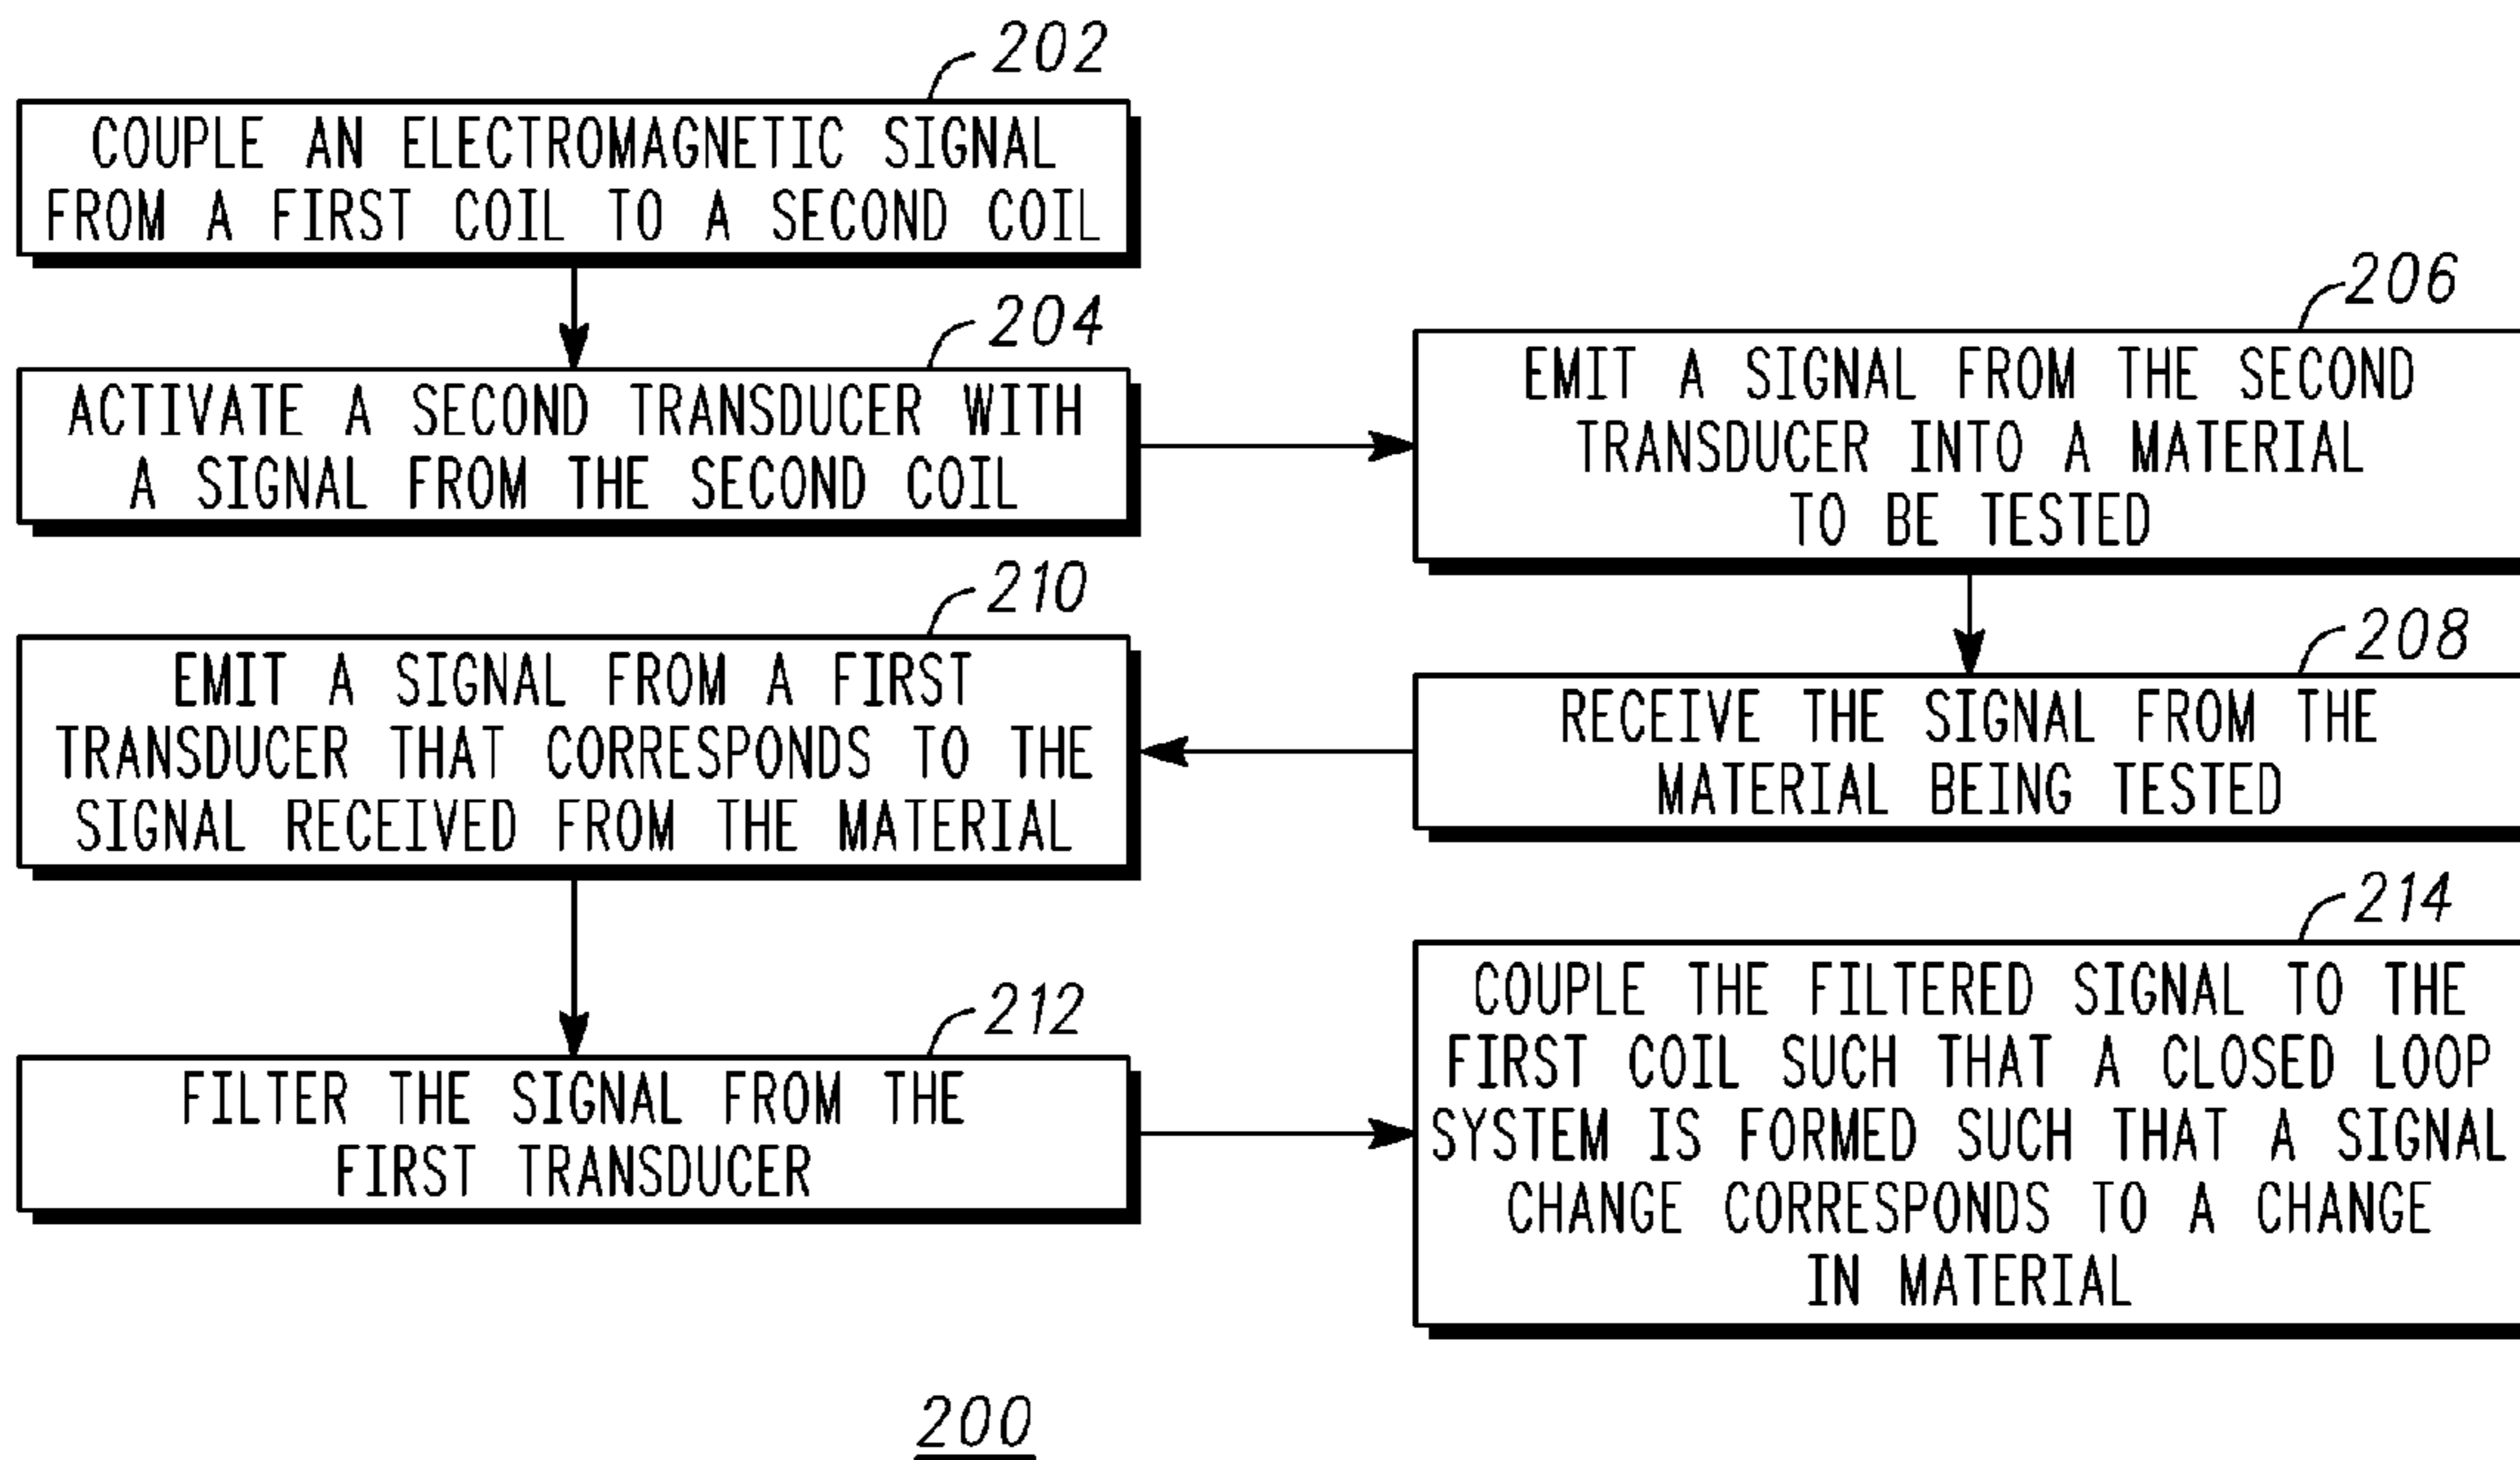 202
COUPLE AN ELECTROMAGNETIC SIGNAL
FROM A FIRST COIL TO A SECOND COIL
204
ACTIVATE A SECOND TRANSDUCER WITH
A SIGNAL FROM THE SECOND COIL
206
EMIT A SIGNAL FROM THE SECOND
TRANSDUCER INTO A MATERIAL
TO BE TESTED
208
RECEIVE THE SIGNAL FROM THE
MATERIAL BEING TESTED
210
EMIT A SIGNAL FROM A FIRST
TRANSDUCER THAT CORRESPONDS TO THE
SIGNAL RECEIVED FROM THE MATERIAL
212
FILTER THE SIGNAL FROM THE
FIRST TRANSDUCER
214
COUPLE THE FILTERED SIGNAL TO THE
FIRST COIL SUCH THAT A CLOSED LOOP
SYSTEM IS FORMED SUCH THAT A SIGNAL
CHANGE CORRESPONDS TO A CHANGE
IN MATERIAL
200